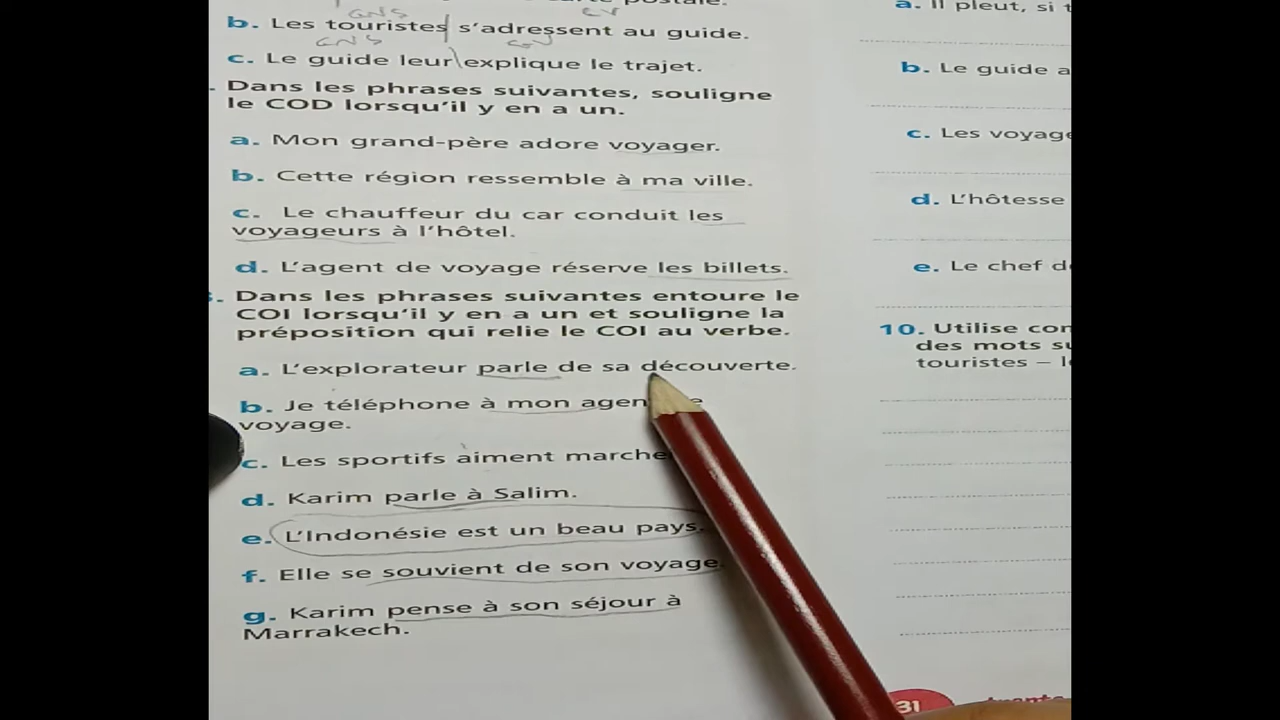 postale.
b. Les touristes s'adressent au guide.
c. Le guide leur explique le trajet.
Dans les phrases suivantes, souligne
le COD lorsqu'il y en a un.
a. Mon grand-père adore voyager.
b. Cette région ressemble à ma ville.
c. Le chauffeur du car conduit les
voyageurs à l'hôtel.
d. L'agent de voyage réserve les billets.
Dans les phrases suivantes entoure le
COI lorsqu'il y en a un et souligne la
préposition qui relie le COI au verbe.
a. L'explorateur parle de sa découverte.
b. Je téléphone à mon
voyage.
c. Les sportifs aiment
d. Karim parle à Salim.
e. L'Indonésie est un beau pays.
f. Elle se souvient de son voyage
g. Karim pense à son séjour à
Marrakech.
a. Il pleut, si
b. Le guide
c. Les
d. L'hôtesse
e. Le chef
10. Utilise
des mots
touristes –
31